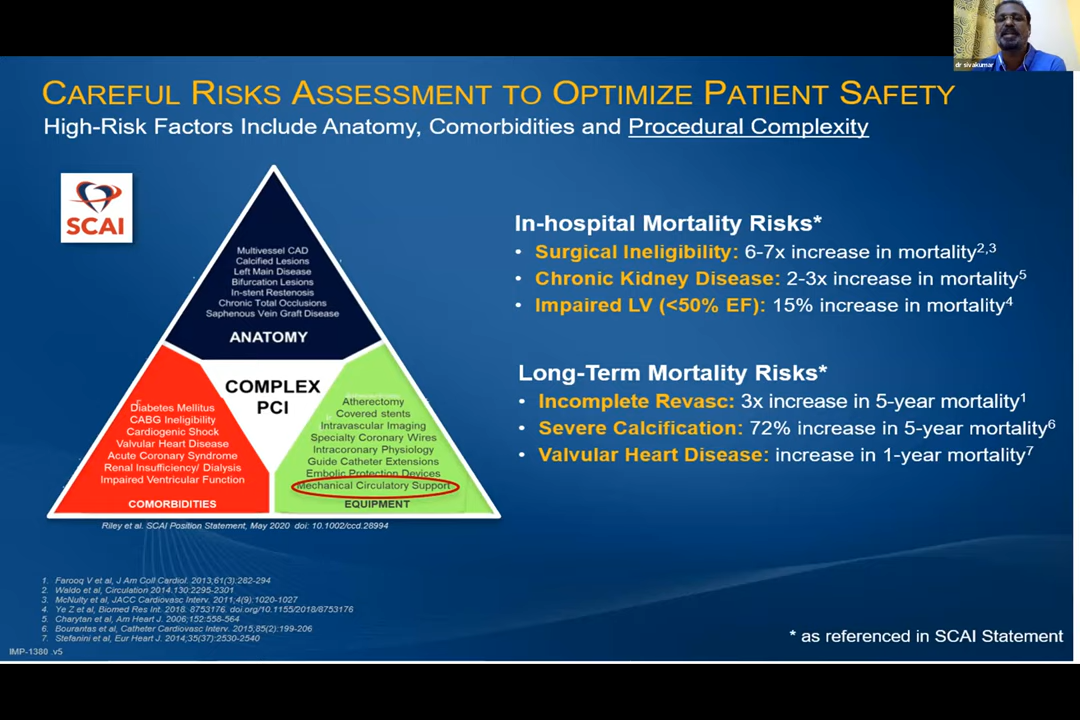 dr sivakumar
CAREFUL RISKS ASSESSMENT TO OPTIMIZE PATIENT SAFETY
High-Risk Factors Include Anatomy, Comorbidities and Procedural Complexity
SCAI
Multivessel CAD
Calcified Lesions
Left Main Disease
Bifurcation Lesions
In-stent Restenosis
Chronic Total Occlusions
Saphenous Vein Graft Disease
ANATOMY
COMPLEX
PCI
Diabetes Mellitus
CABG Ineligibility
Cardiogenic Shock
Valvular Heart Disease
Acute Coronary Syndrome
Renal Insufficiency/ Dialysis
Impaired Ventricular Function
COMORBIDITIES
Atherectomy
Covered stents
Intravascular Imaging
Specialty Coronary Wires
Intracoronary Physiology
Guide Catheter Extensions
Embolic Protection Devices
Mechanical Circulatory Support
EQUIPMENT
Riley et al. SCAI Position Statement, May 2020 doi: 10.1002/ccd.28994
In-hospital Mortality Risks*
• Surgical Ineligibility: 6-7x increase in mortality2,3
• Chronic Kidney Disease: 2-3x increase in mortality5
• Impaired LV (<50% EF): 15% increase in mortality4
Long-Term Mortality Risks*
• Incomplete Revasc: 3x increase in 5-year mortality1
• Severe Calcification: 72% increase in 5-year mortality6
• Valvular Heart Disease: increase in 1-year mortality7
1. Farooq V et al, J Am Coll Cardiol. 2013;61(3):282-294
2. Waldo et al, Circulation 2014.130:2295-2301
3. McNulty et al, JACC Cardiovasc Interv. 2011;4(9):1020-1027
4. Ye Z et al, Biomed Res Int. 2018. 8753176. doi.org/10.1155/2018/8753176
5. Charytan et al, Am Heart J. 2006;152:558-564
6. Bourantas et al, Catheter Cardiovasc Interv. 2015;85(2):199-206
7. Stefanini et al, Eur Heart J. 2014;35(37):2530-2540
* as referenced in SCAI Statement
IMP-1380 .v5